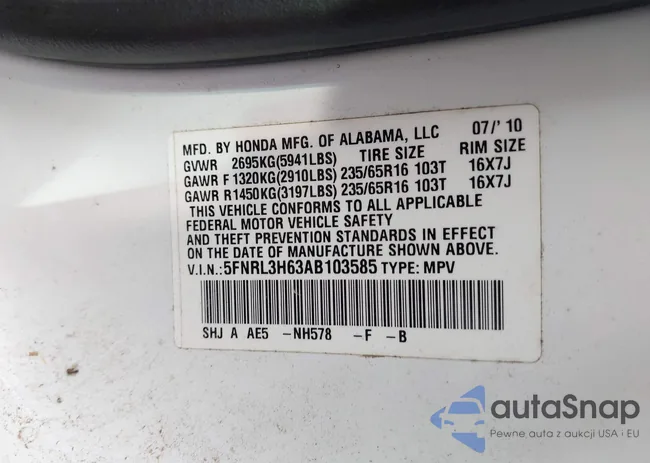 MFD. BY HONDA MFG. OF ALABAMA, LLC 07/' 10
GVWR 2695KG(5941LBS) TIRE SIZE RIM SIZE
GAWR F 1320KG(2910LBS) 235/65R16 103T 16X7J
GAWR R1450KG(3197LBS) 235/65R16 103T 16X7J
THIS VEHICLE CONFORMS TO ALL APPLICABLE
FEDERAL MOTOR VEHICLE SAFETY
AND THEFT PREVENTION STANDARDS IN EFFECT
ON THE DATE OF MANUFACTURE SHOWN ABOVE.
V.I.N.:5FNRL3H63AB103585 TYPE: MPV
SHJ A AE5 -NH578 -F -B
autaSnap
Pewne auta z aukcji USA i EU